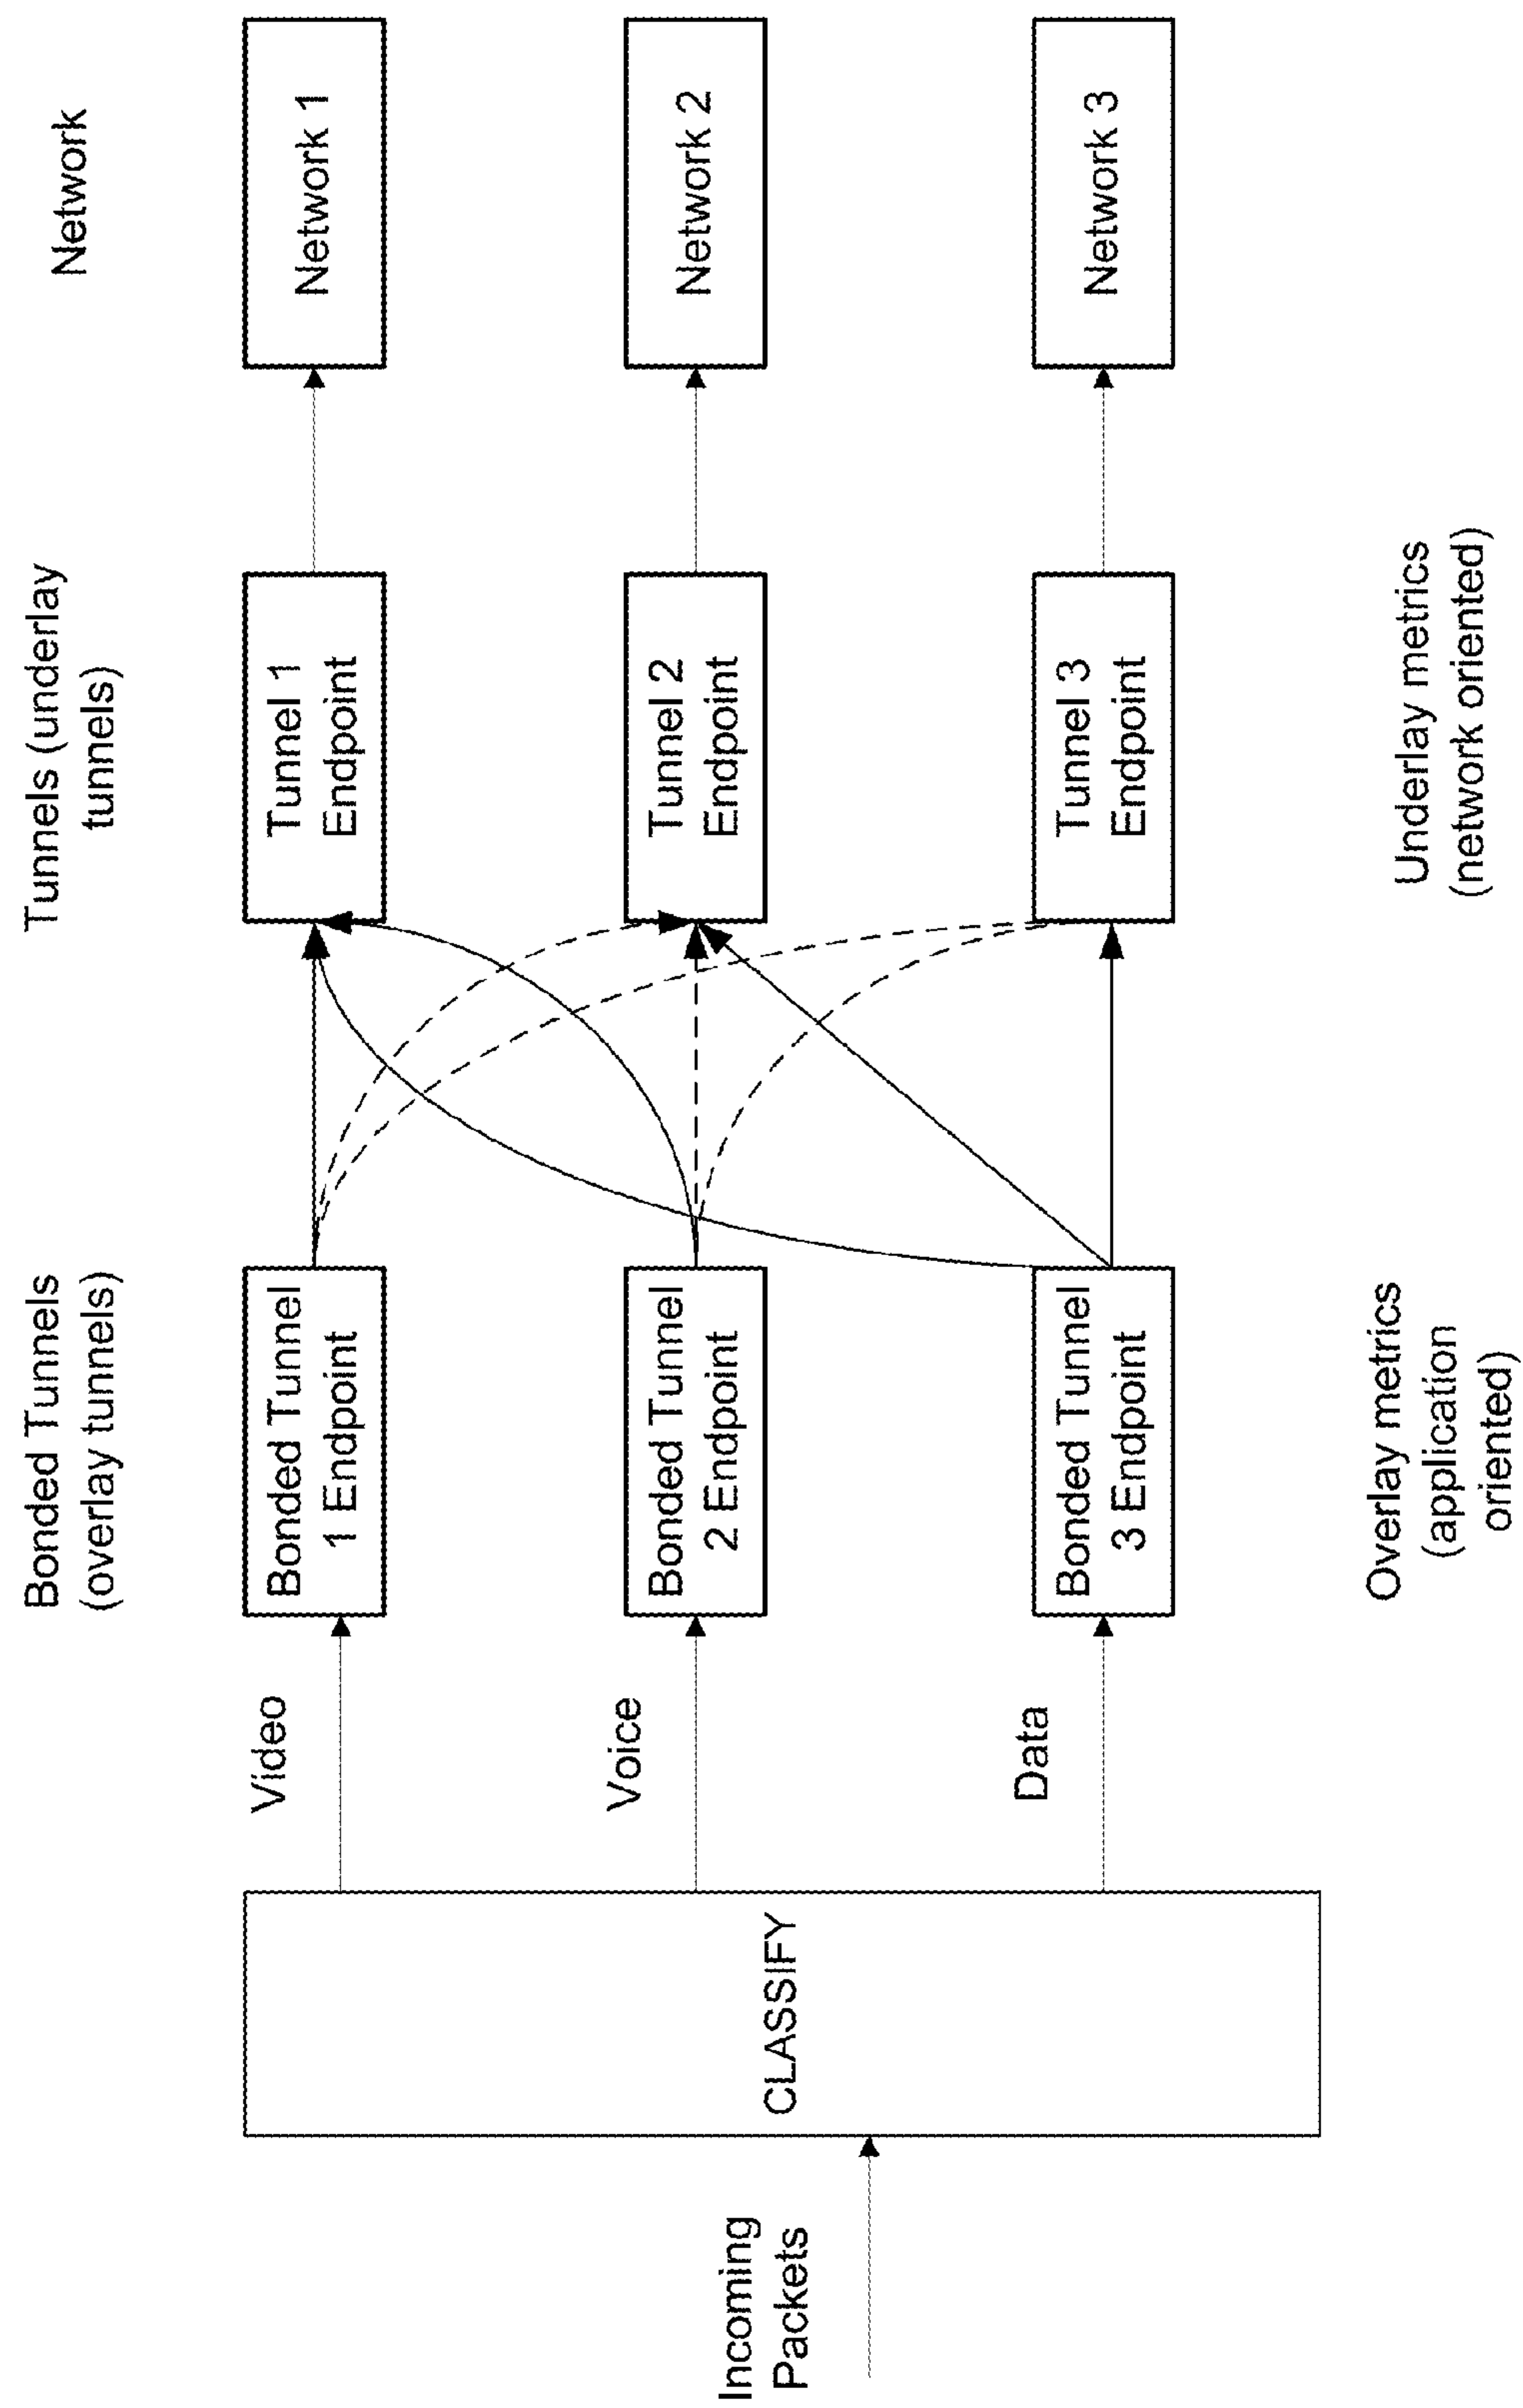 Incoming
Packets
CLASSIFY
Video
Voice
Data
Bonded Tunnels
(overlay tunnels)
Bonded Tunnel
1 Endpoint
Bonded Tunnel
2 Endpoint
Bonded Tunnel
3 Endpoint
Overlay metrics
(application
oriented)
Tunnels (underlay
tunnels)
Tunnel 1
Endpoint
Tunnel 2
Endpoint
Tunnel 3
Endpoint
Underlay metrics
(network oriented)
Network
Network 1
Network 2
Network 3